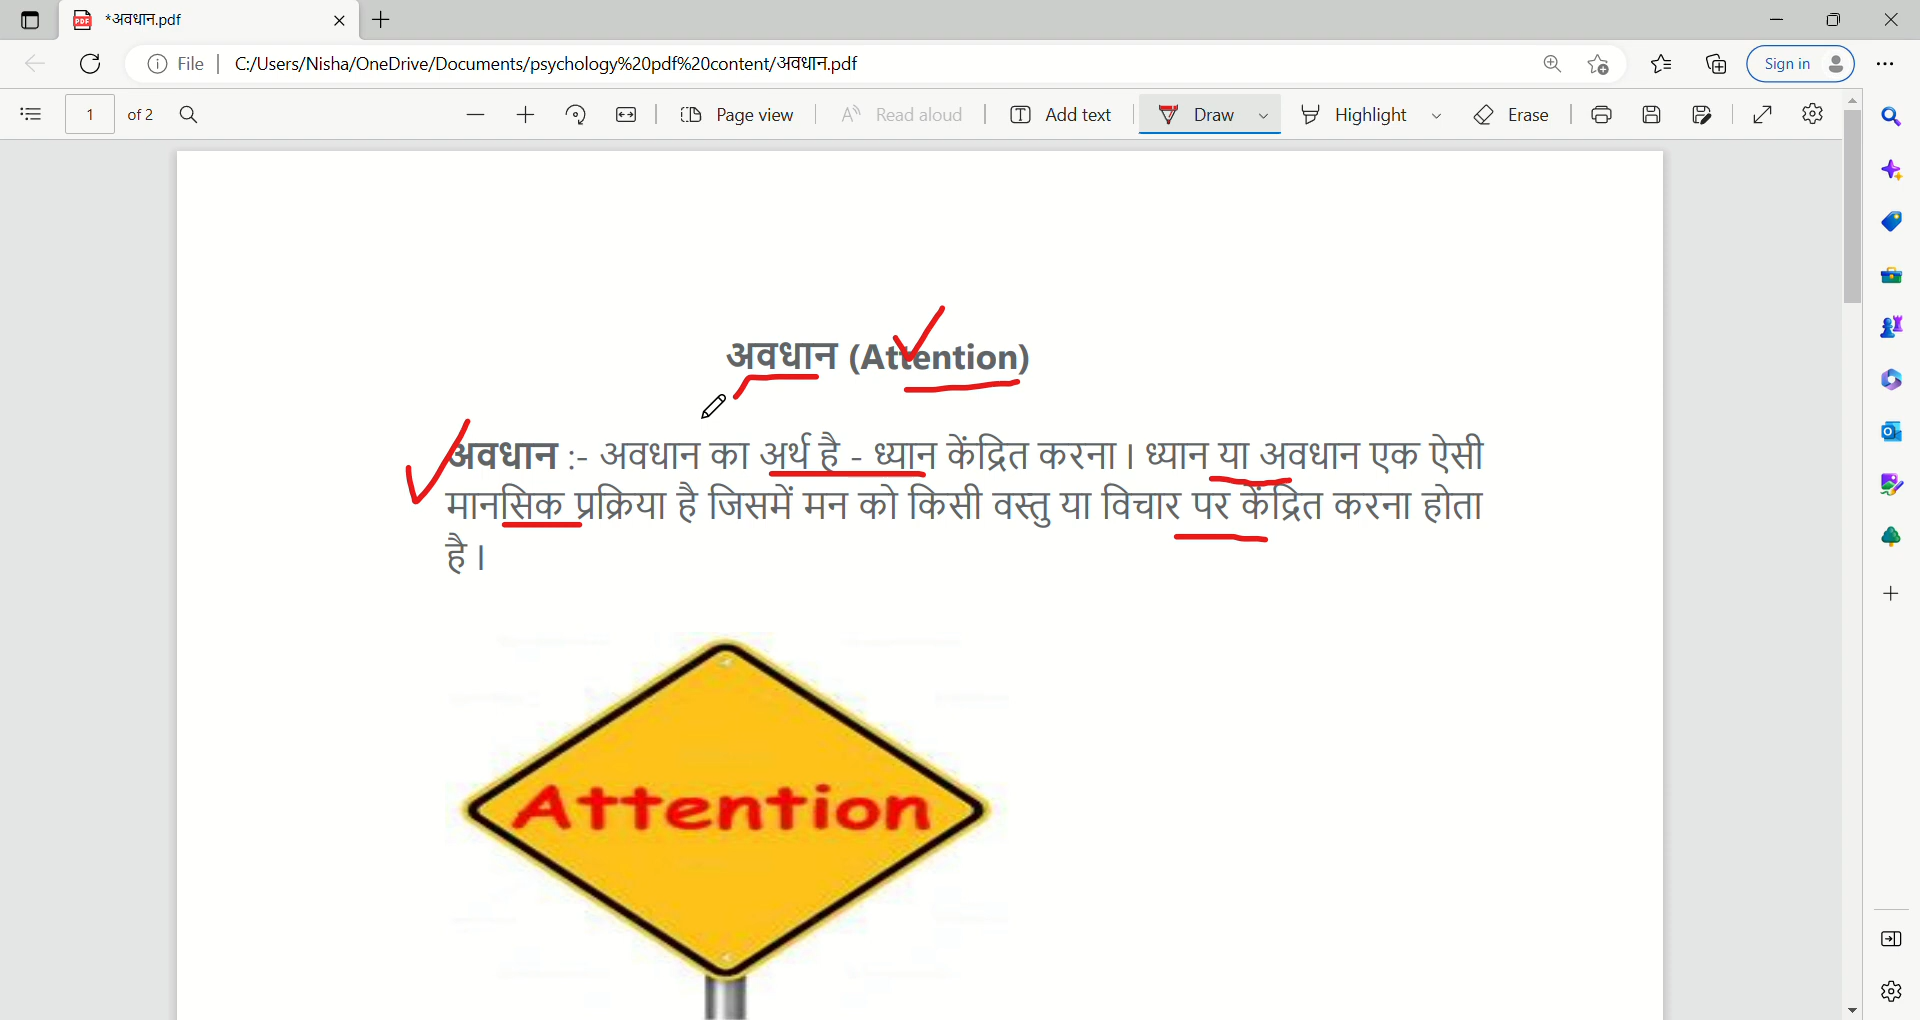 *अवधान.pdf
File
C:/Users/Nisha/OneDrive/Documents/psychology%20pdf%20content/अवधान.pdf
Sign in
1 of 2
Page view
Read aloud
Add text
Draw
Highlight
Erase
अवधान (Attention)
अवधान :- अवधान का अर्थ है - ध्यान केंद्रित करना । ध्यान या अवधान एक ऐसी
मानसिक प्रक्रिया है जिसमें मन को किसी वस्तु या विचार पर केंद्रित करना होता
है ।
Attention